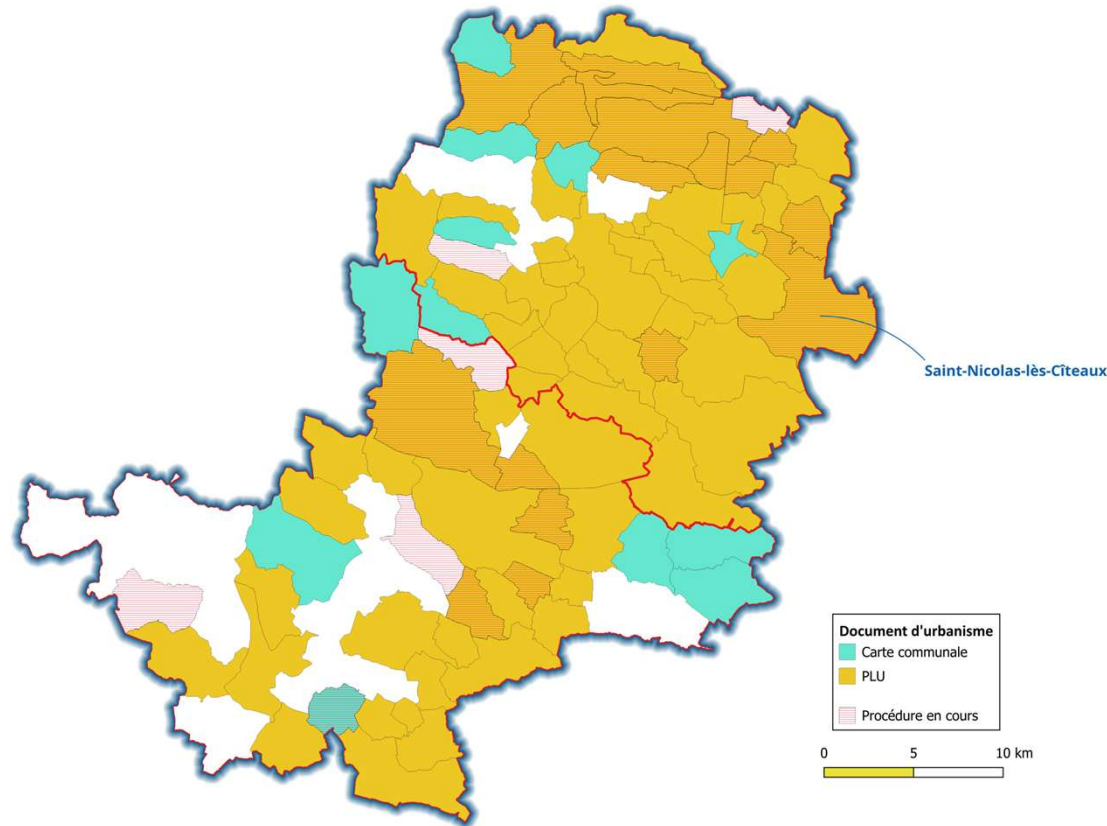 Saint-Nicolas-lès-Cîteaux
Document d'urbanisme
Carte communale
PLU
Procédure en cours
0 5 10 km